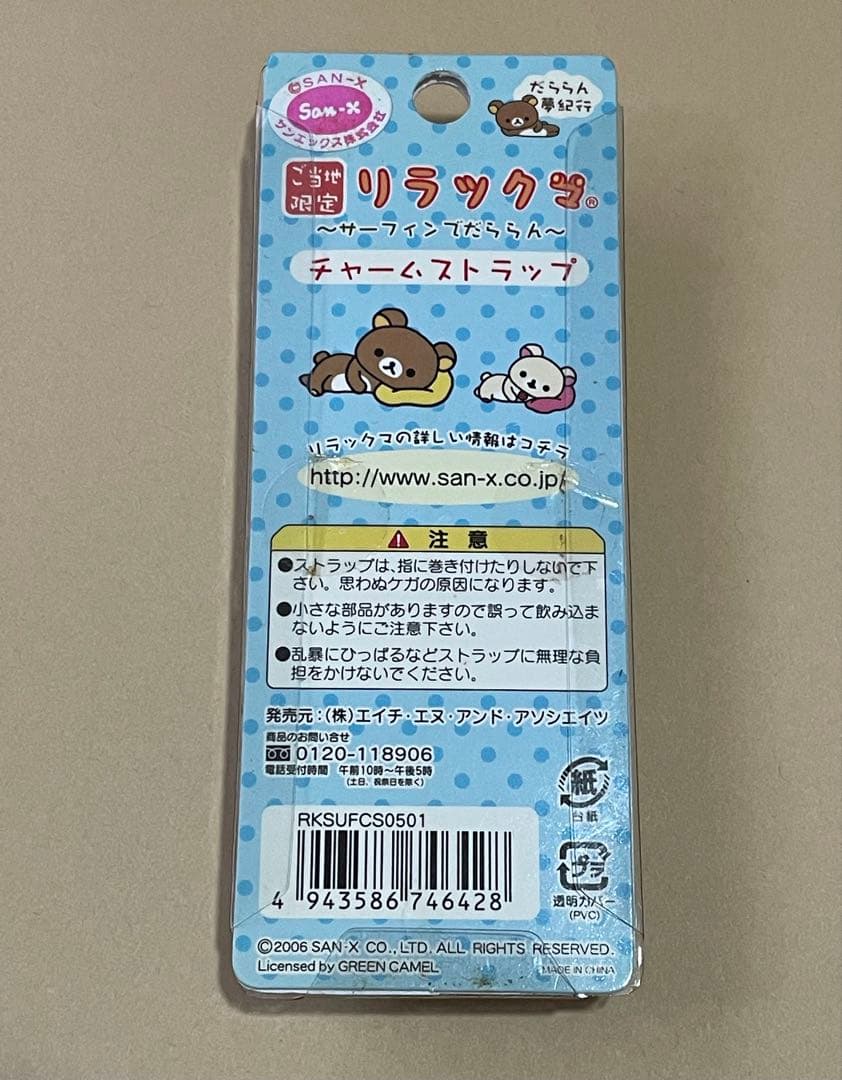 ©SAN-X
San-X
サンエックス株式会社
だららん
夢紀行
ご当地
限定
リラックマ®
〜サーフィンでだららん〜
チャームストラップ
リラックマの詳しい情報はコチラ
http://www.san-x.co.jp/
注意
●ストラップは、指に巻き付けたりしないで下
さい。思わぬケガの原因になります。
●小さな部品がありますので誤って飲み込ま
ないようにご注意下さい。
●乱暴にひっぱるなどストラップに無理な負
担をかけないでください。
発売元:(株)エイチ・エヌ・アンド・アソシエイツ
商品のお問い合せ
0120-118906
電話受付時間 午前10時〜午後5時
(土日、祝祭日を除く)
紙
台紙
RKSUFCS0501
4 943586 746428
プラ
透明カバー
(PVC)
©2006 SAN-X CO., LTD. ALL RIGHTS RESERVED.
Licensed by GREEN CAMEL
MADE IN CHINA